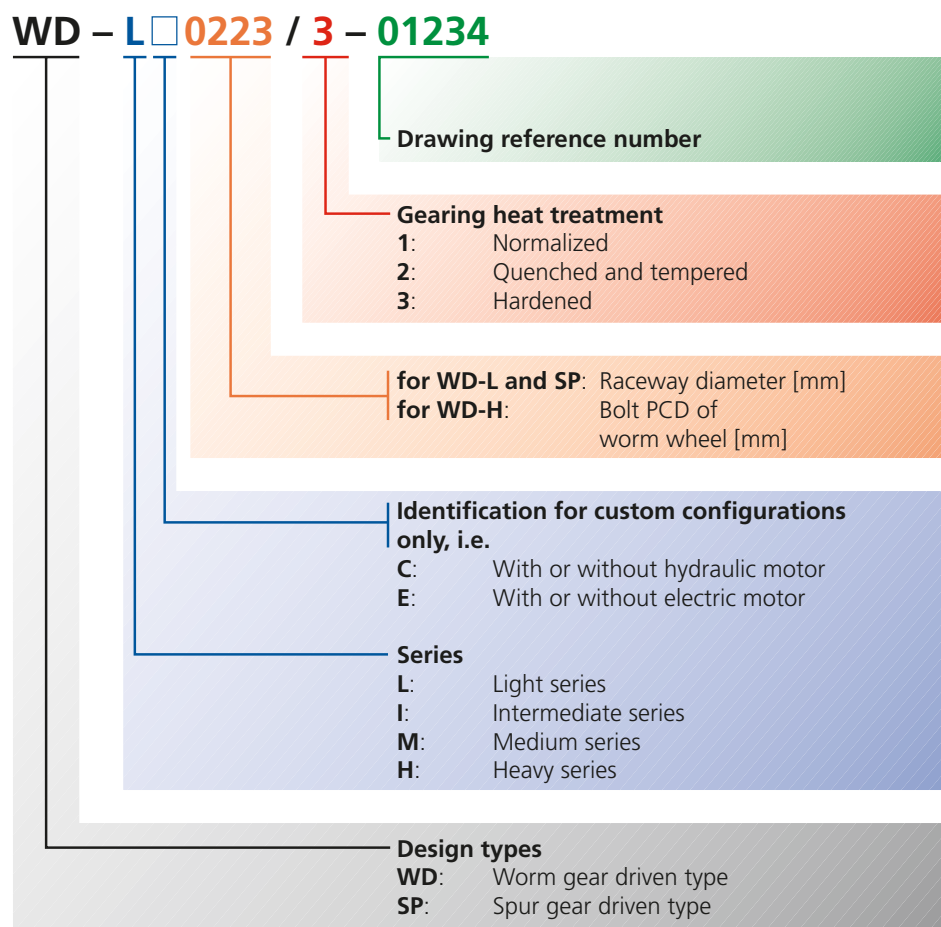 WD – L□0223 / 3 – 01234
Drawing reference number
Gearing heat treatment
1: Normalized
2: Quenched and tempered
3: Hardened
for WD-L and SP: Raceway diameter [mm]
for WD-H: Bolt PCD of
worm wheel [mm]
Identification for custom configurations
only, i.e.
C: With or without hydraulic motor
E: With or without electric motor
Series
L: Light series
I: Intermediate series
M: Medium series
H: Heavy series
Design types
WD: Worm gear driven type
SP: Spur gear driven type